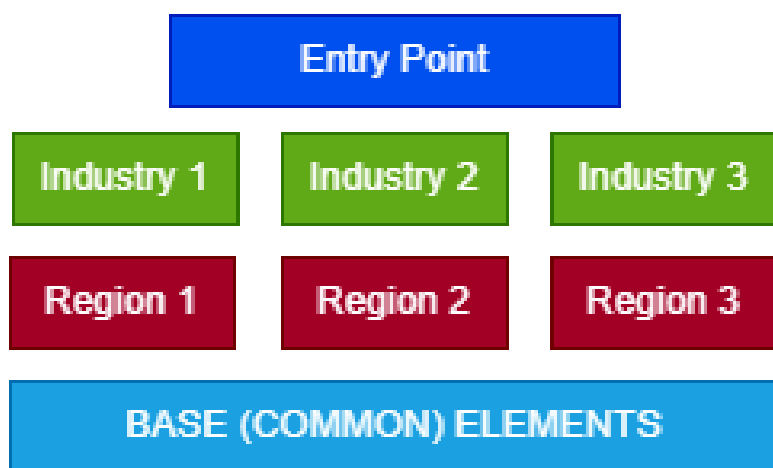 Entry Point
Industry 1 Industry 2 Industry 3
Region 1 Region 2 Region 3
BASE (COMMON) ELEMENTS